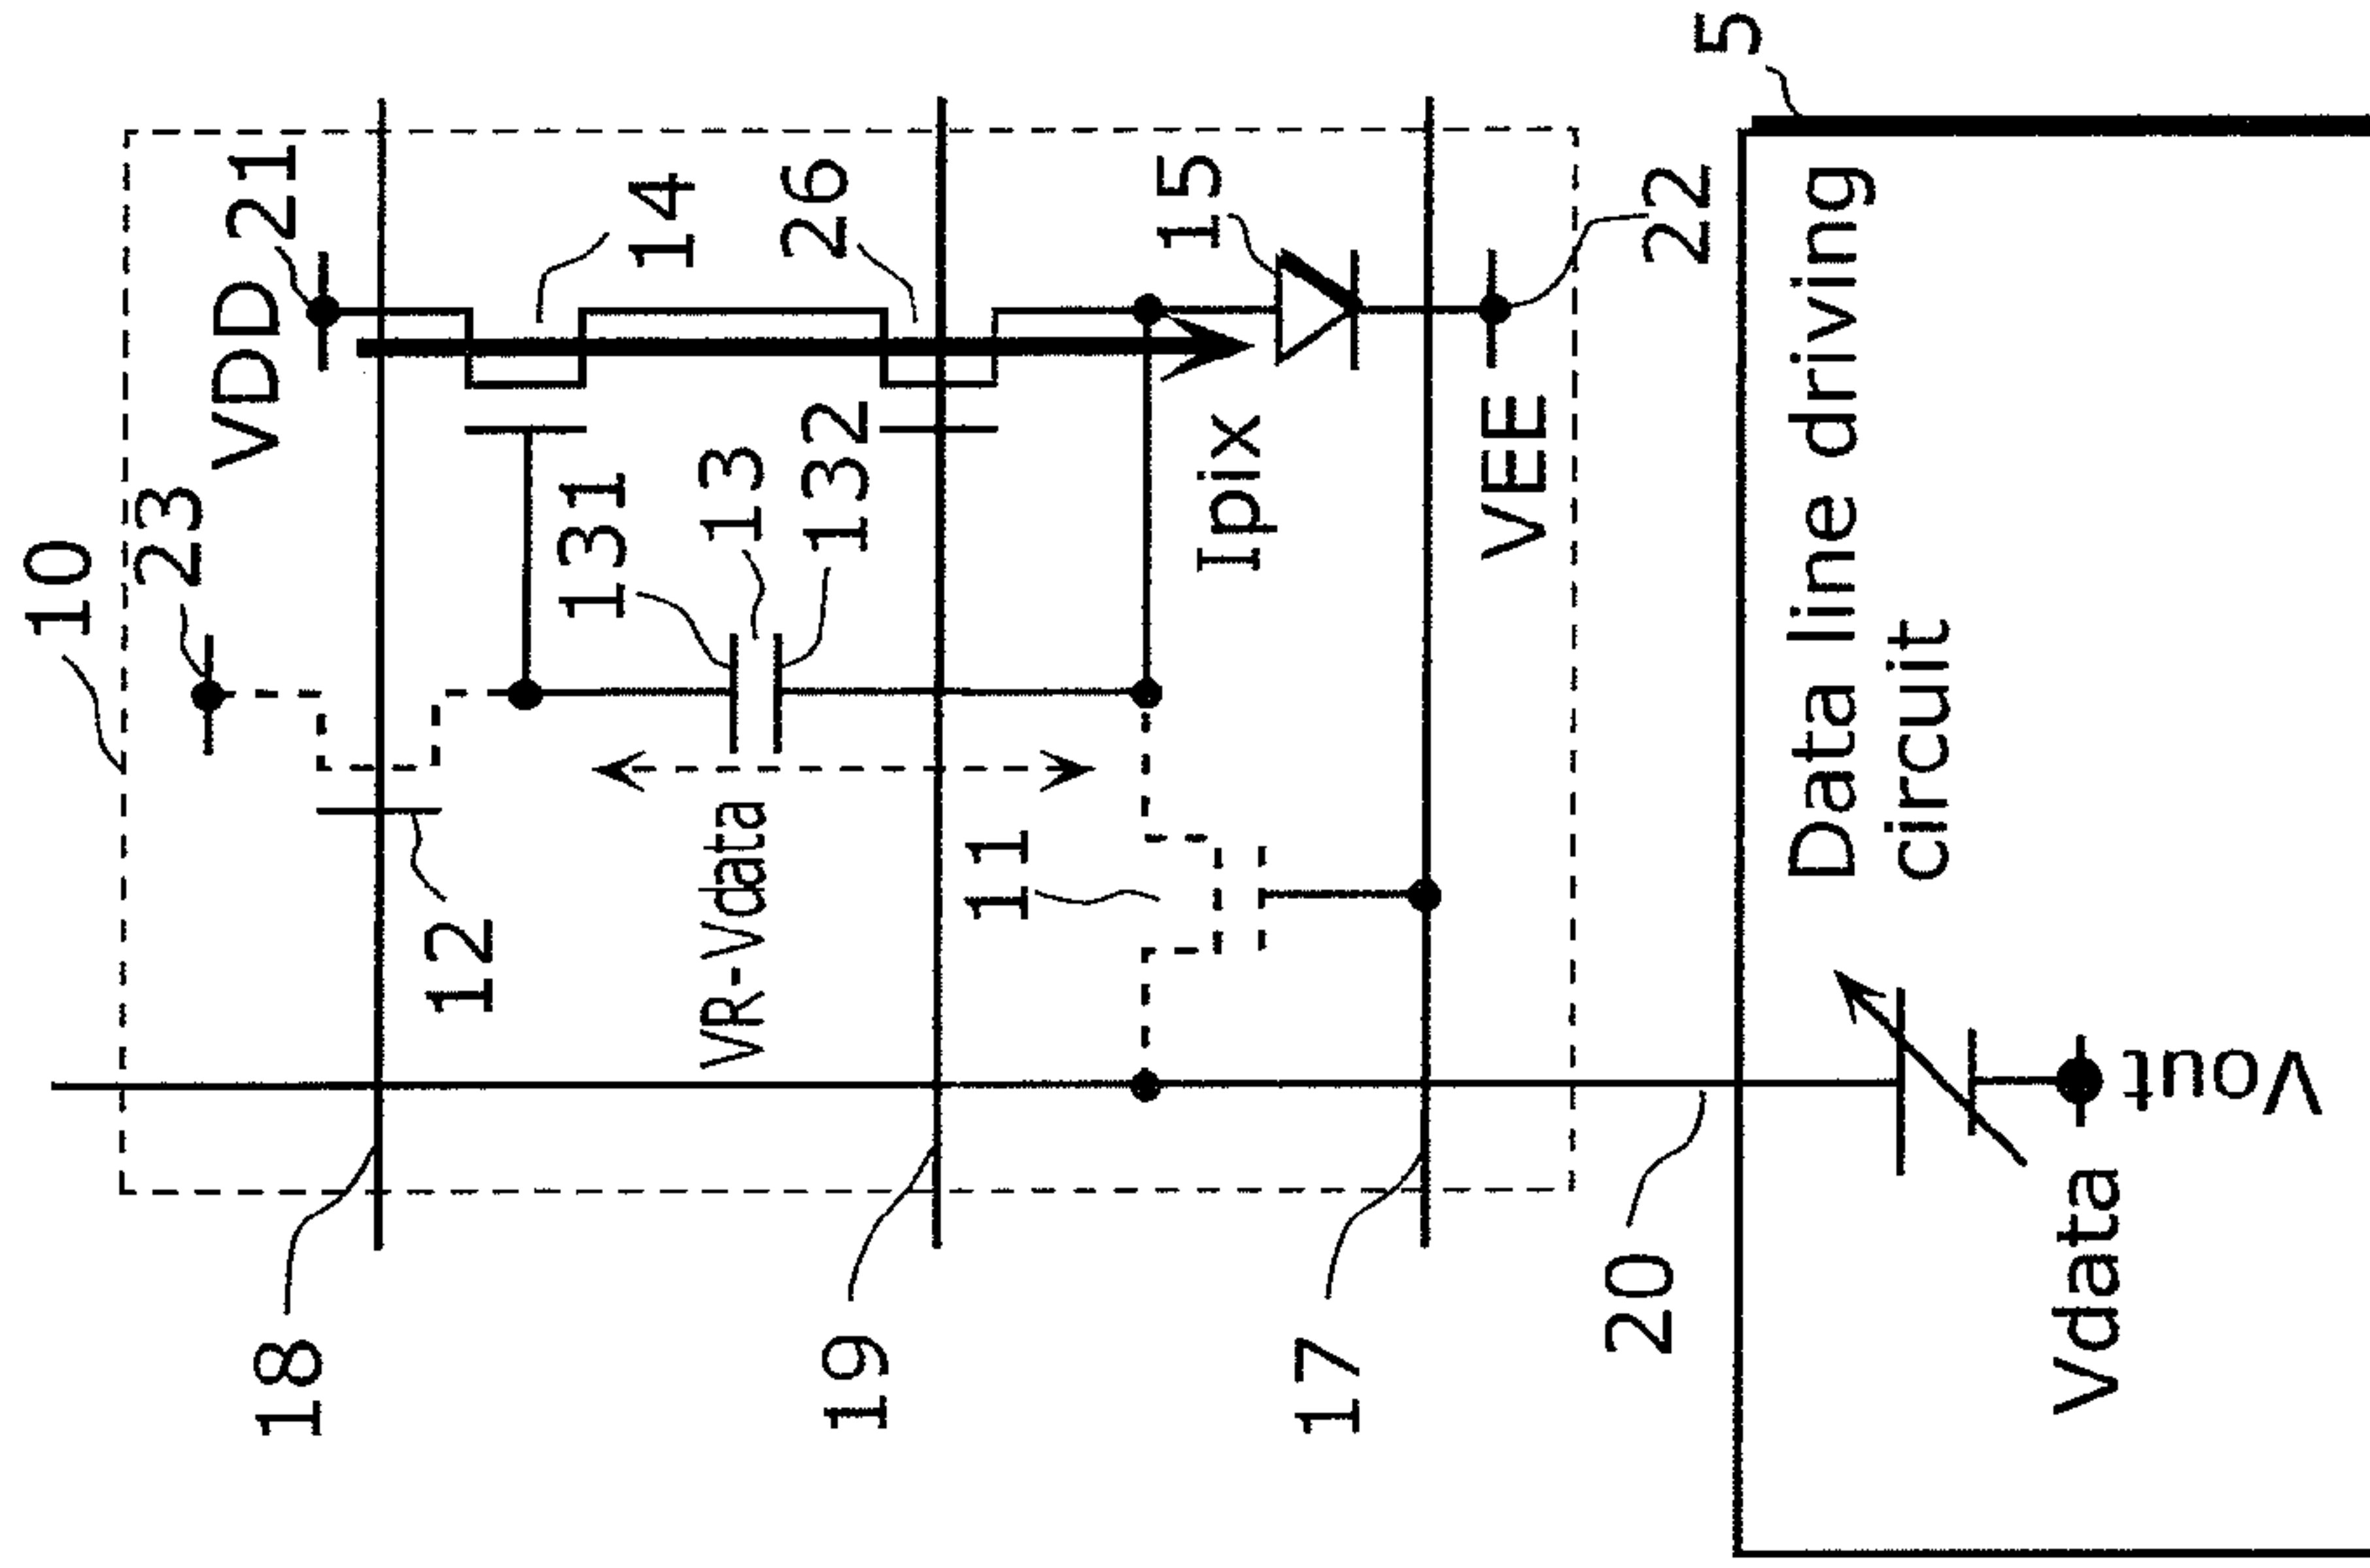 10
23
VDD
21
18
12
131
14
VR-Vdata
13
26
132
19
11
15
Ipix
17
VEE
20
22
5
Data line driving
circuit
Vdata
Vout